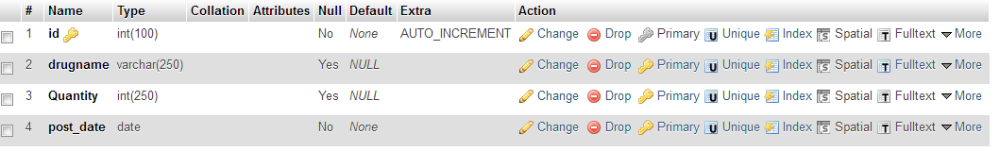 # Name Type Collation Attributes Null Default Extra Action
1 id int(100) No None AUTO_INCREMENT Change Drop Primary Unique Index Spatial Fulltext More
2 drugname varchar(250) Yes NULL Change Drop Primary Unique Index Spatial Fulltext More
3 Quantity int(250) Yes NULL Change Drop Primary Unique Index Spatial Fulltext More
4 post_date date No None Change Drop Primary Unique Index Spatial Fulltext More